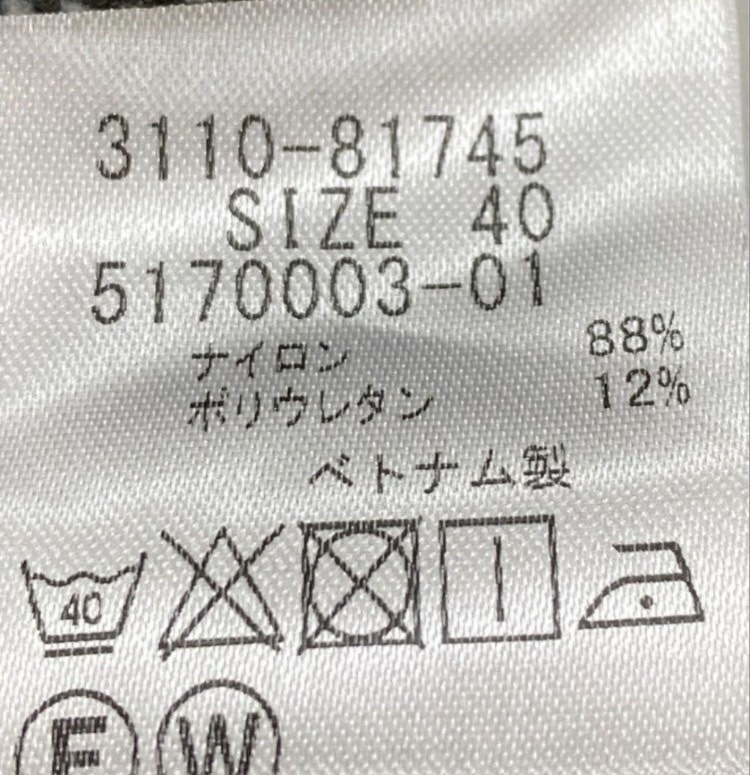 3110-81745
SIZE 40
5170003-01
ナイロン 88%
ポリウレタン 12%
ベトナム製
40
F W